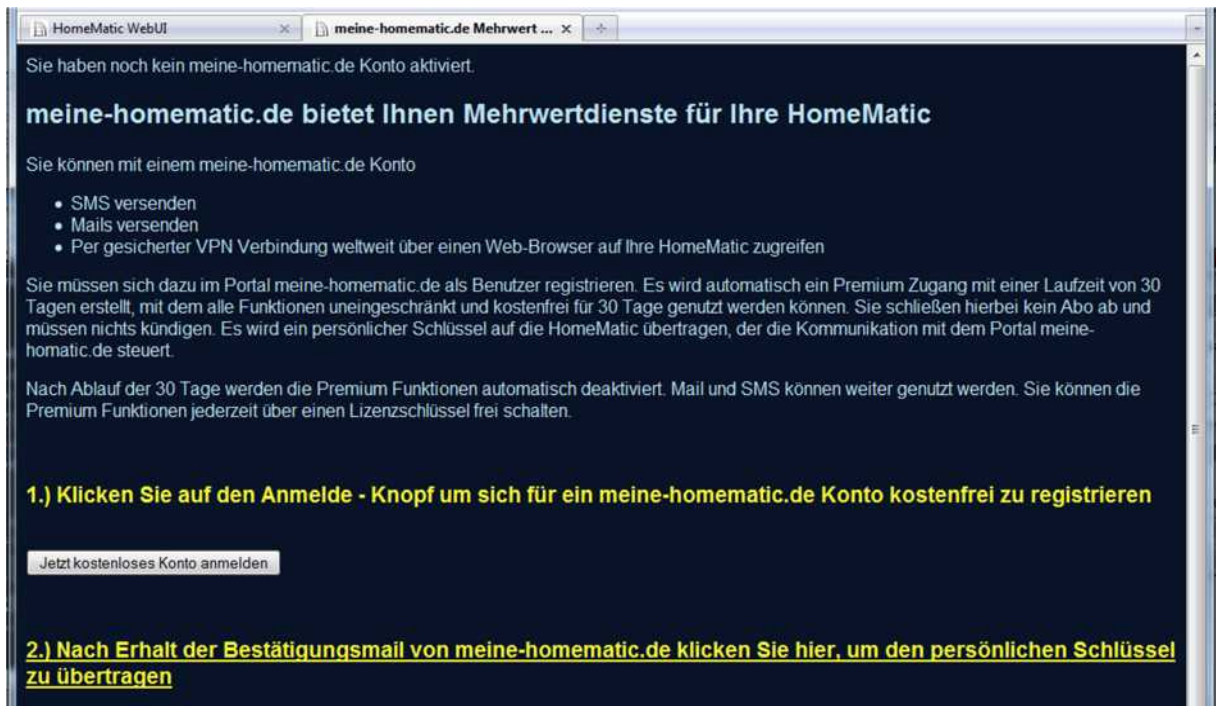 HomeMatic WebUI
meine-homematic.de Mehrwert ...
Sie haben noch kein meine-homematic.de Konto aktiviert.
meine-homematic.de bietet Ihnen Mehrwertdienste für Ihre HomeMatic
Sie können mit einem meine-homematic.de Konto
• SMS versenden
• Mails versenden
• Per gesicherter VPN Verbindung weltweit über einen Web-Browser auf Ihre HomeMatic zugreifen
Sie müssen sich dazu im Portal meine-homematic.de als Benutzer registrieren. Es wird automatisch ein Premium Zugang mit einer Laufzeit von 30
Tagen erstellt, mit dem alle Funktionen uneingeschränkt und kostenfrei für 30 Tage genutzt werden können. Sie schließen hierbei kein Abo ab und
müssen nichts kündigen. Es wird ein persönlicher Schlüssel auf die HomeMatic übertragen, der die Kommunikation mit dem Portal meine-
homatic.de steuert.
Nach Ablauf der 30 Tage werden die Premium Funktionen automatisch deaktiviert. Mail und SMS können weiter genutzt werden. Sie können die
Premium Funktionen jederzeit über einen Lizenzschlüssel frei schalten.
1.) Klicken Sie auf den Anmelde - Knopf um sich für ein meine-homematic.de Konto kostenfrei zu registrieren
Jetzt kostenloses Konto anmelden
2.) Nach Erhalt der Bestätigungsmail von meine-homematic.de klicken Sie hier, um den persönlichen Schlüssel
zu übertragen